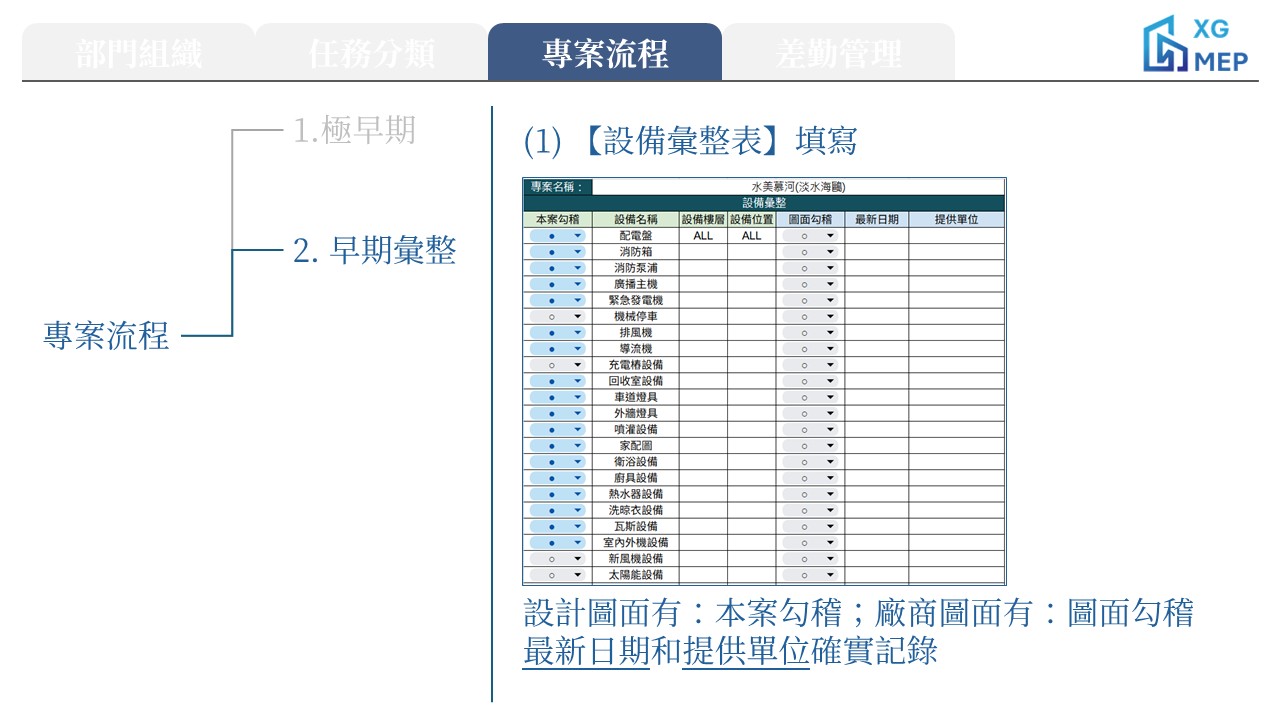 部門組織 任務分類 專案流程 差勤管理
XG
MEP
1.極早期
2. 早期彙整
專案流程
(1) 【設備彙整表】填寫
專案名稱： 水美慕河(淡水海鷗)
設備彙整
本案勾稽 設備名稱 設備樓層 設備位置 圖面勾稽 最新日期 提供單位
● 配電盤 ALL ALL ○
● 消防箱 ○
● 消防泵浦 ○
● 廣播主機 ○
● 緊急發電機 ○
○ 機械停車 ○
● 排風機 ○
● 導流機 ○
○ 充電樁設備 ○
● 回收室設備 ○
● 車道燈具 ○
● 外牆燈具 ○
● 噴灌設備 ○
● 家配圖 ○
● 衛浴設備 ○
● 廚具設備 ○
● 熱水器設備 ○
● 洗晾衣設備 ○
● 瓦斯設備 ○
● 室內外機設備 ○
○ 新風機設備 ○
○ 太陽能設備 ○
設計圖面有：本案勾稽；廠商圖面有：圖面勾稽
最新日期和提供單位確實記錄